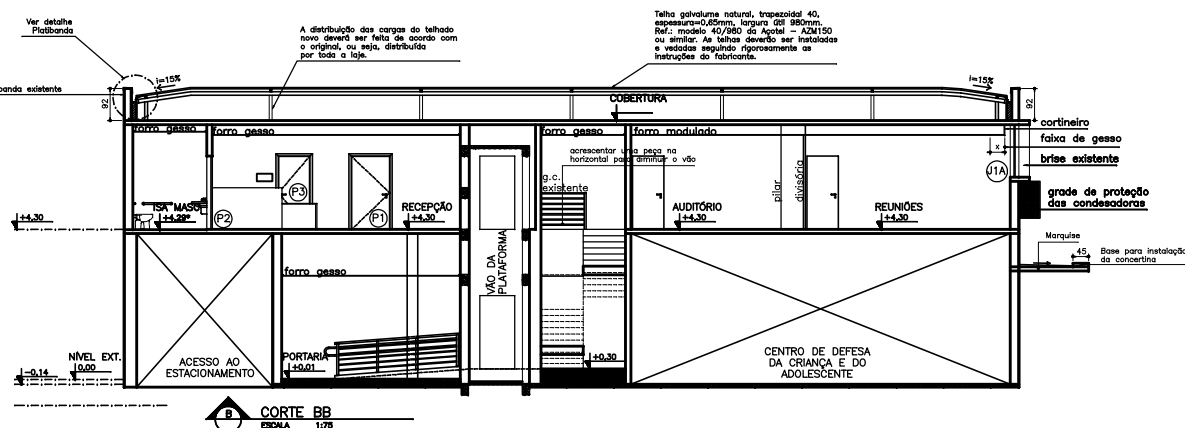 Ver detalhe
Platibanda
A distribuição das cargas do telhado
novo deverá ser feita de acordo com
o original, ou seja, distribuída
por toda a laje.
Telha galvalume natural, trapezoidal 40,
espessura=0,65mm, largura útil 980mm.
Ref.: modelo 40/980 da Açotel – AZM150
ou similar. As telhas deverão ser instaladas
e vedadas seguindo rigorosamente as
instruções do fabricante.
i=15%
i=15%
banda existente
92
COBERTURA
92
cortineiro
forro gesso
forro gesso
forro gesso
forro modulado
faixa de gesso
x
acrescentar uma peça na
horizontal para diminuir o vão
brise existente
g.c.
existente
pilar
divisória
J1A
P3
grade de proteção
das condesadoras
ISA MASC
+4,29
P2
P1
RECEPÇÃO
+4,30
AUDITÓRIO
+4,30
REUNIÕES
+4,30
+4,30
VÃO DA
PLATAFORMA
Marquise
45
Base para instalação
da concertina
forro gesso
NÍVEL EXT.
0,00
-0,14
ACESSO AO
ESTACIONAMENTO
PORTARIA
+0,01
+0,30
CENTRO DE DEFESA
DA CRIANÇA E DO
ADOLESCENTE
B
CORTE BB
ESCALA 1:75